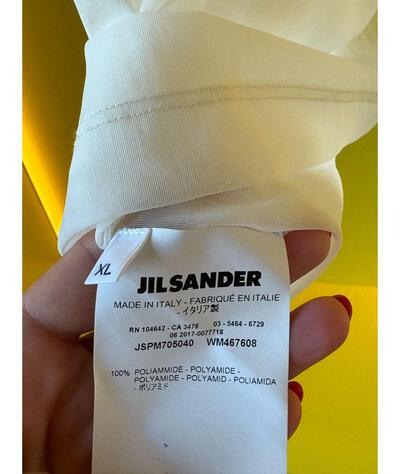 XL
JILSANDER
MADE IN ITALY - FABRIQUÉ EN ITALIE
- イタリア製
RN 104642 - CA 3476 03 - 5464 - 6729
06 2017-0077718
JSPM705040 WM467608
100% POLIAMMIDE - POLYAMIDE -
POLYAMIDE - POLYAMID - POLIAMIDA
- ポリアミド